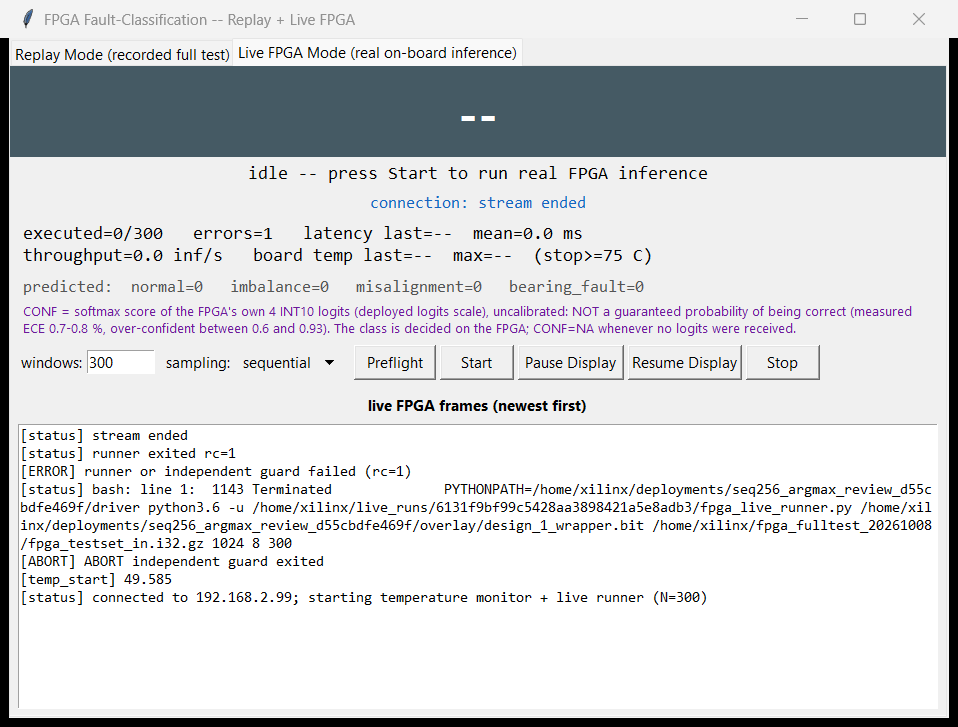 FPGA Fault-Classification -- Replay + Live FPGA
Replay Mode (recorded full test) Live FPGA Mode (real on-board inference)
--
idle -- press Start to run real FPGA inference
connection: stream ended
executed=0/300 errors=1 latency last=-- mean=0.0 ms
throughput=0.0 inf/s board temp last=-- max=-- (stop>=75 C)
predicted: normal=0 imbalance=0 misalignment=0 bearing_fault=0
CONF = softmax score of the FPGA's own 4 INT10 logits (deployed logits scale), uncalibrated: NOT a guaranteed probability of being correct (measured
ECE 0.7-0.8 %, over-confident between 0.6 and 0.93). The class is decided on the FPGA; CONF=NA whenever no logits were received.
windows: 300 sampling: sequential Preflight Start Pause Display Resume Display Stop
live FPGA frames (newest first)
[status] stream ended
[status] runner exited rc=1
[ERROR] runner or independent guard failed (rc=1)
[status] bash: line 1: 1143 Terminated PYTHONPATH=/home/xilinx/deployments/seq256_argmax_review_d55c
bdfe469f/driver python3.6 -u /home/xilinx/live_runs/6131f9bf99c5428aa3898421a5e8adb3/fpga_live_runner.py /home/xil
inx/deployments/seq256_argmax_review_d55cbdfe469f/overlay/design_1_wrapper.bit /home/xilinx/fpga_fulltest_20261008
/fpga_testset_in.i32.gz 1024 8 300
[ABORT] ABORT independent guard exited
[temp_start] 49.585
[status] connected to 192.168.2.99; starting temperature monitor + live runner (N=300)